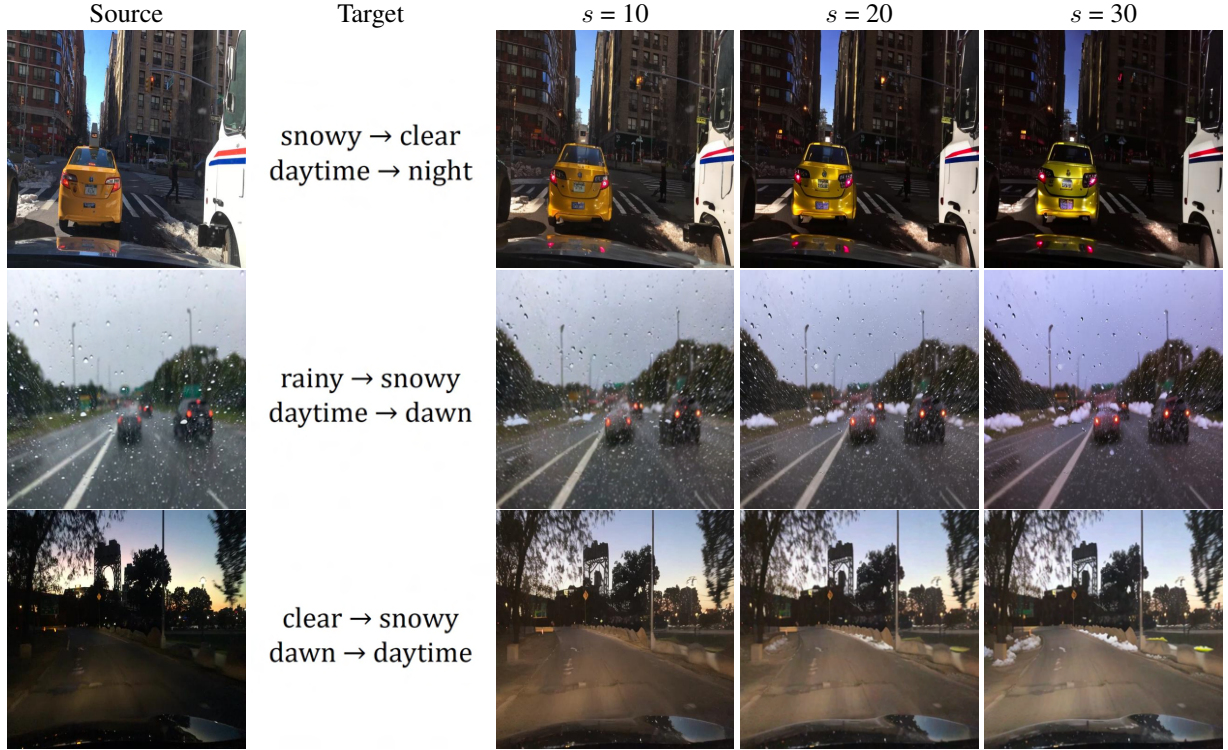 Source Target s = 10 s = 20 s = 30
snowy → clear
daytime → night
rainy → snowy
daytime → dawn
clear → snowy
dawn → daytime